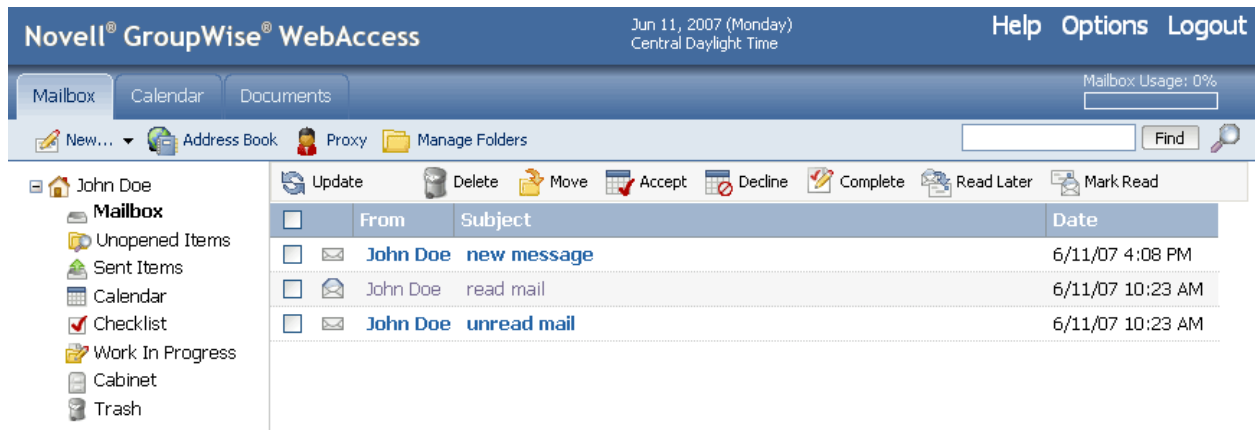 Novell® GroupWise® WebAccess
Jun 11, 2007 (Monday)
Central Daylight Time
Help Options Logout
Mailbox Calendar Documents
Mailbox Usage: 0%
New... Address Book Proxy Manage Folders
Find
John Doe
Mailbox
Unopened Items
Sent Items
Calendar
Checklist
Work In Progress
Cabinet
Trash
Update Delete Move Accept Decline Complete Read Later Mark Read
From Subject Date
John Doe new message 6/11/07 4:08 PM
John Doe read mail 6/11/07 10:23 AM
John Doe unread mail 6/11/07 10:23 AM